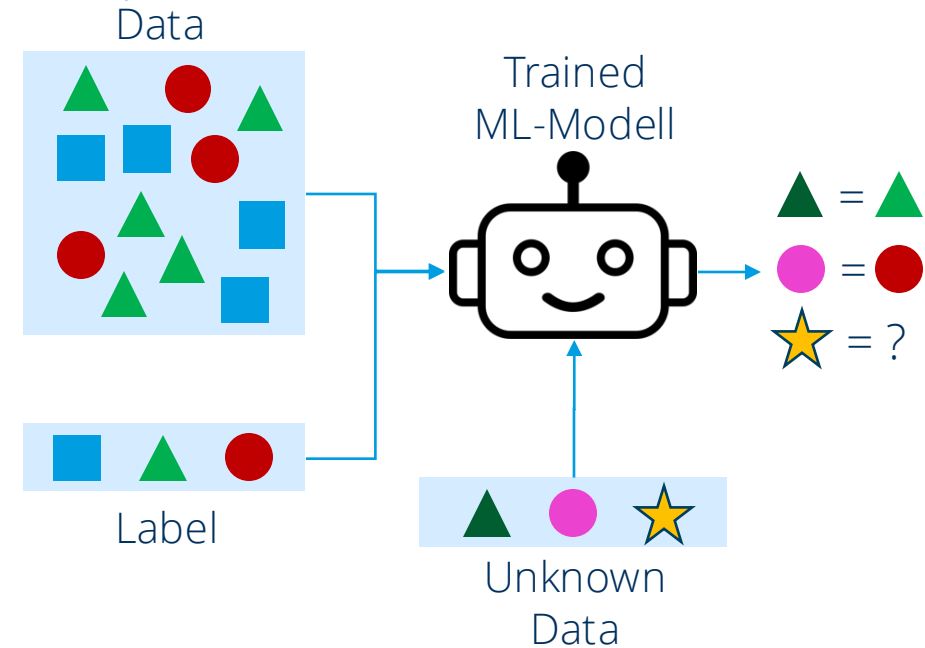 Data
Trained
ML-Modell
=
=
= ?
Label
Unknown
Data